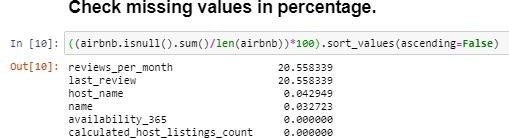 Check missing values in percentage.
In [10]: ((airbnb.isnull().sum()/len(airbnb))*100).sort_values(ascending=False)
Out[10]: reviews_per_month 20.558339
last_review 20.558339
host_name 0.042949
name 0.032723
availability_365 0.000000
calculated_host_listings_count 0.000000